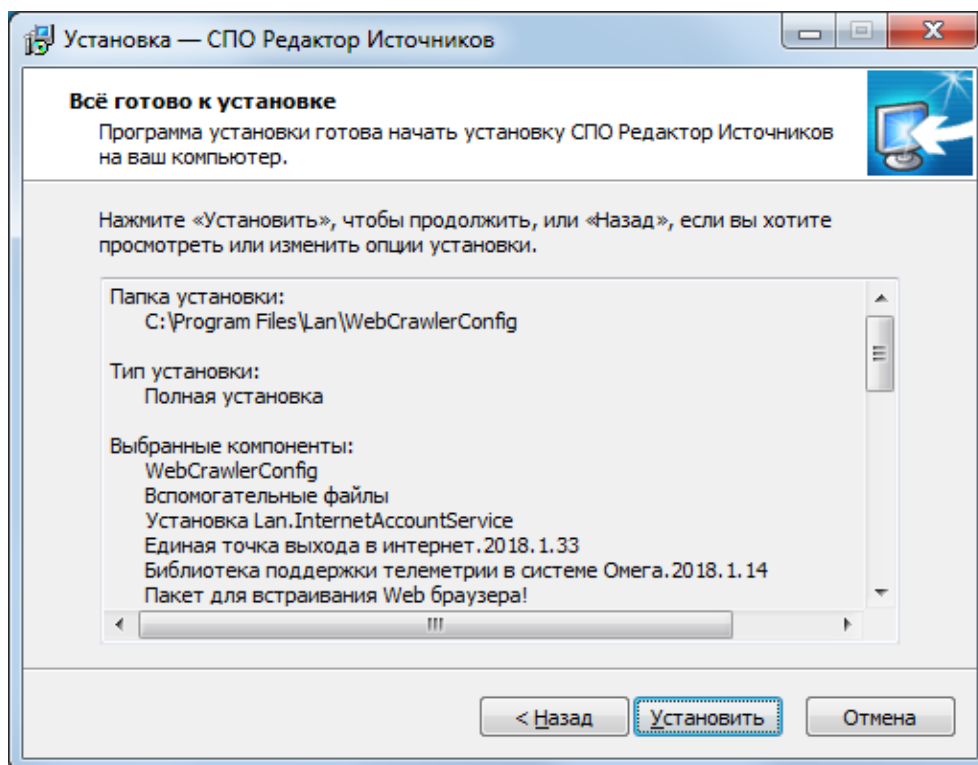 Установка — СПО Редактор Источников
Всё готово к установке
Программа установки готова начать установку СПО Редактор Источников
на ваш компьютер.
Нажмите «Установить», чтобы продолжить, или «Назад», если вы хотите
просмотреть или изменить опции установки.
Папка установки:
C:\Program Files\Lan\WebCrawlerConfig
Тип установки:
Полная установка
Выбранные компоненты:
WebCrawlerConfig
Вспомогательные файлы
Установка Lan.InternetAccountService
Единая точка выхода в интернет.2018.1.33
Библиотека поддержки телеметрии в системе Омега.2018.1.14
Пакет для встраивания Web браузера!
< Назад Установить Отмена